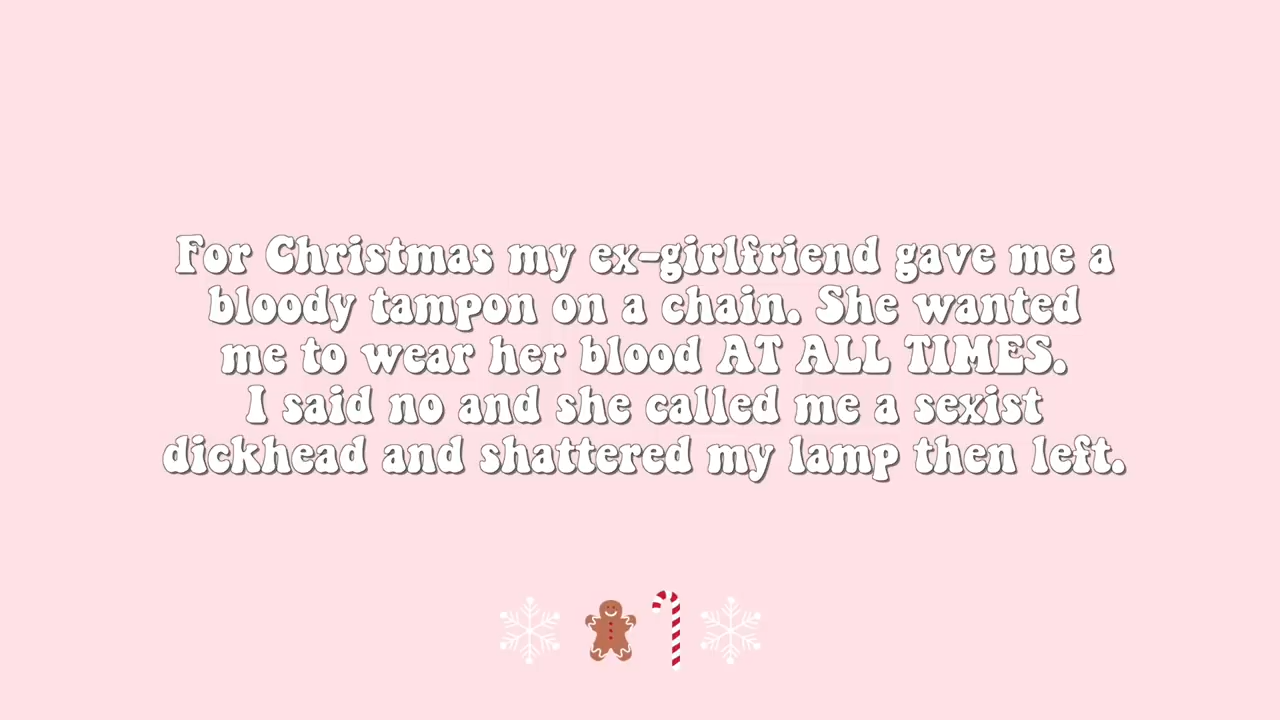 For Christmas my ex-girlfriend gave me a
bloody tampon on a chain. She wanted
me to wear her blood AT ALL TIMES.
I said no and she called me a sexist
dickhead and shattered my lamp then left.